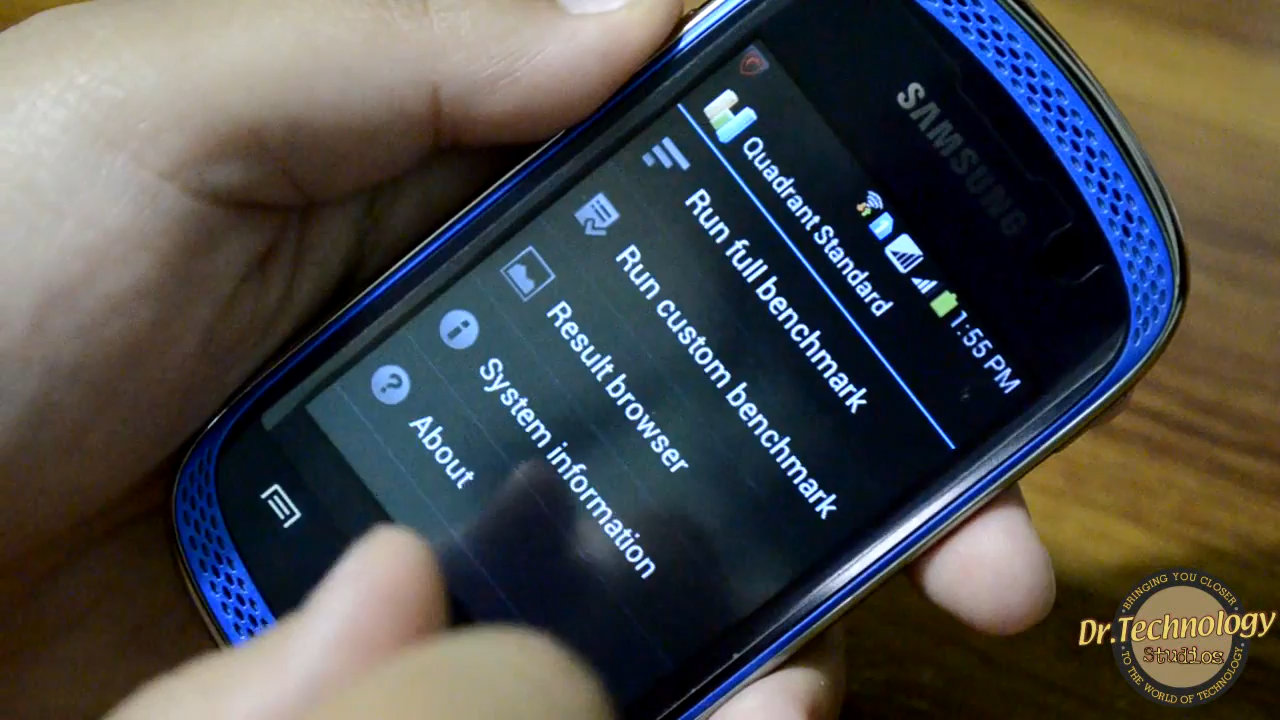 SAMSUNG
1:55 PM
Quadrant Standard
Run full benchmark
Run custom benchmark
Result browser
System information
About
BRINGING YOU CLOSER
Dr.Technology
Studios
TO THE WORLD OF TECHNOLOGY